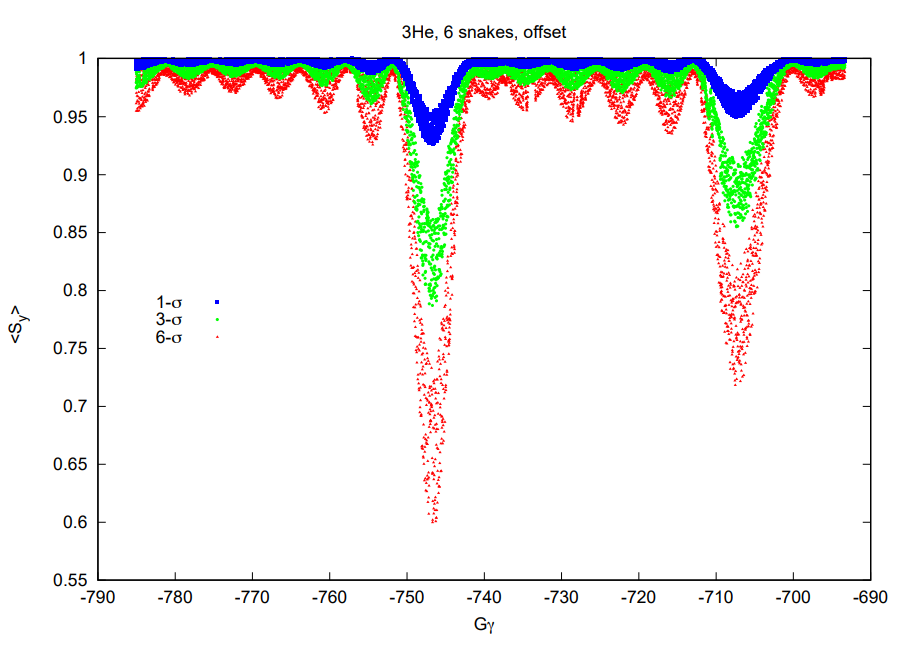 3He, 6 snakes, offset
1
0.95
0.9
0.85
0.8
0.75
0.7
0.65
0.6
0.55
<Sy>
1-σ
3-σ
6-σ
-790 -780 -770 -760 -750 -740 -730 -720 -710 -700 -690
Gγ